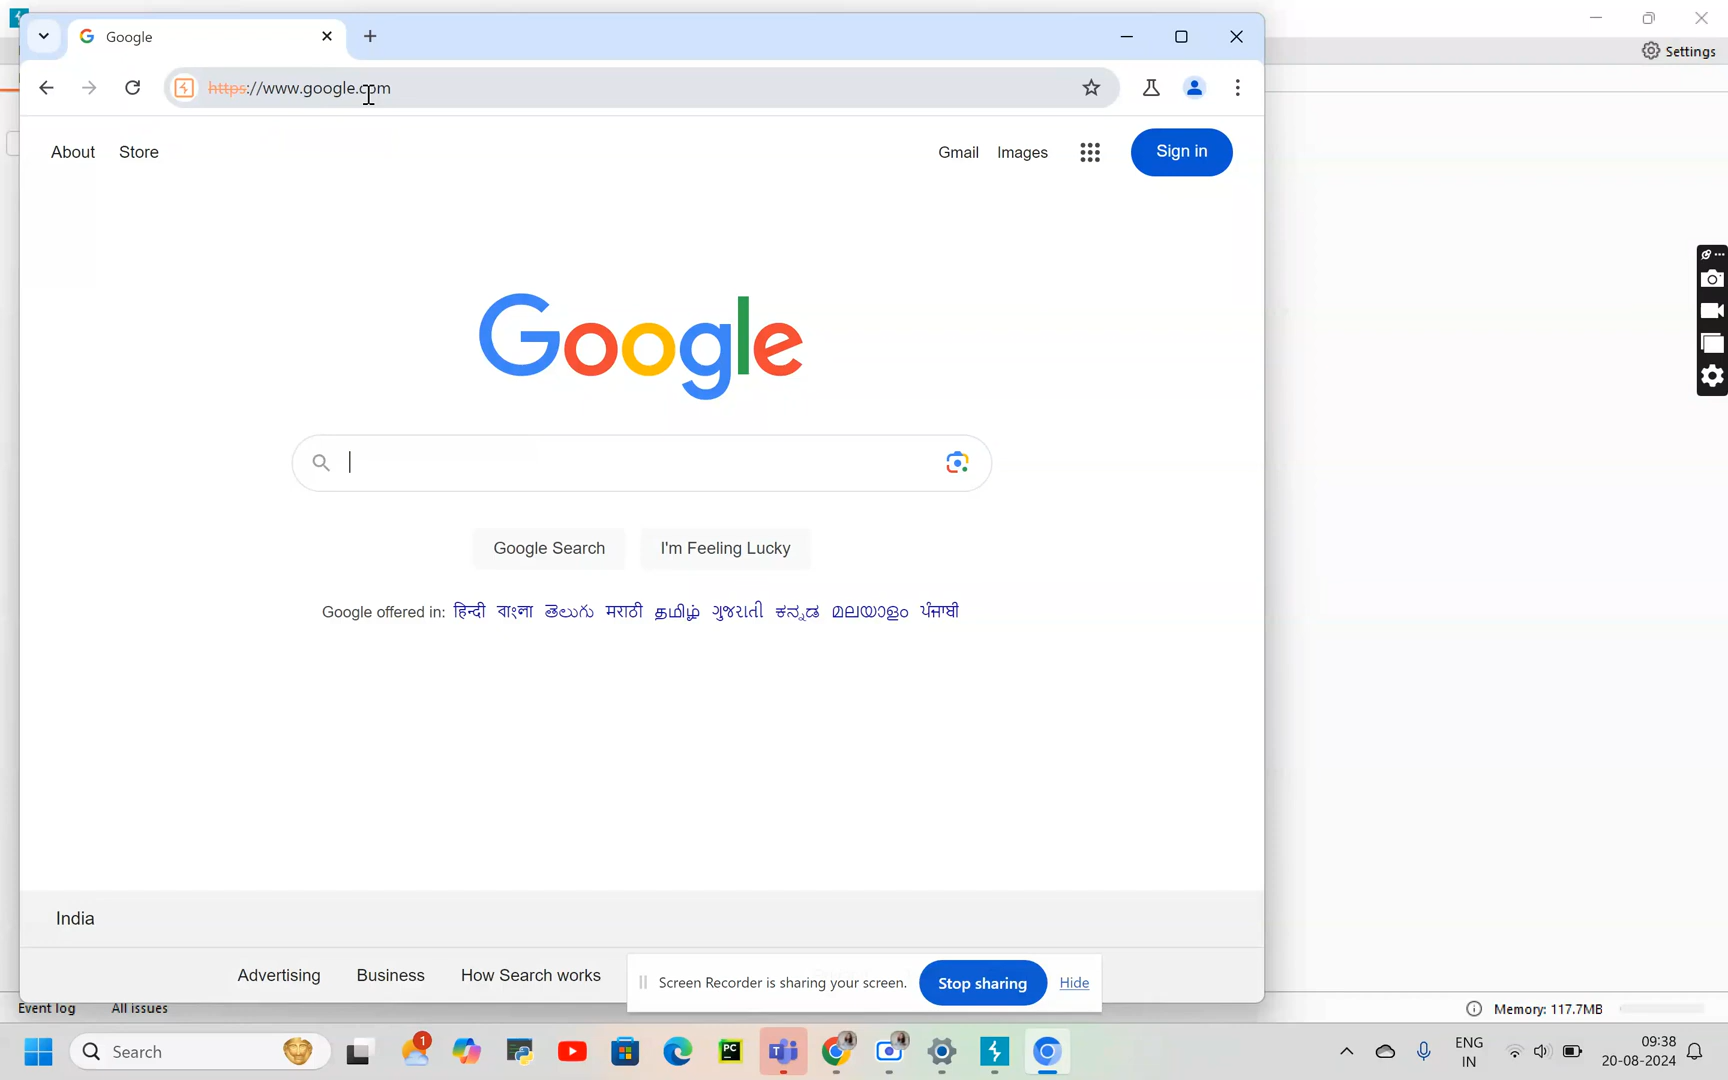 Google
Settings
https://www.google.com
About Store Gmail Images Sign in
Google
Google Search I'm Feeling Lucky
Google offered in: हिन्दी বাংলা తెలుగు मराठी தமிழ் ગુજરાતી ಕನ್ನಡ മലയാളം ਪੰਜਾਬੀ
India
Advertising Business How Search works
Screen Recorder is sharing your screen. Stop sharing Hide
Event log All issues Memory: 117.7MB
Search
1
PC
ENG
IN
09:38
20-08-2024